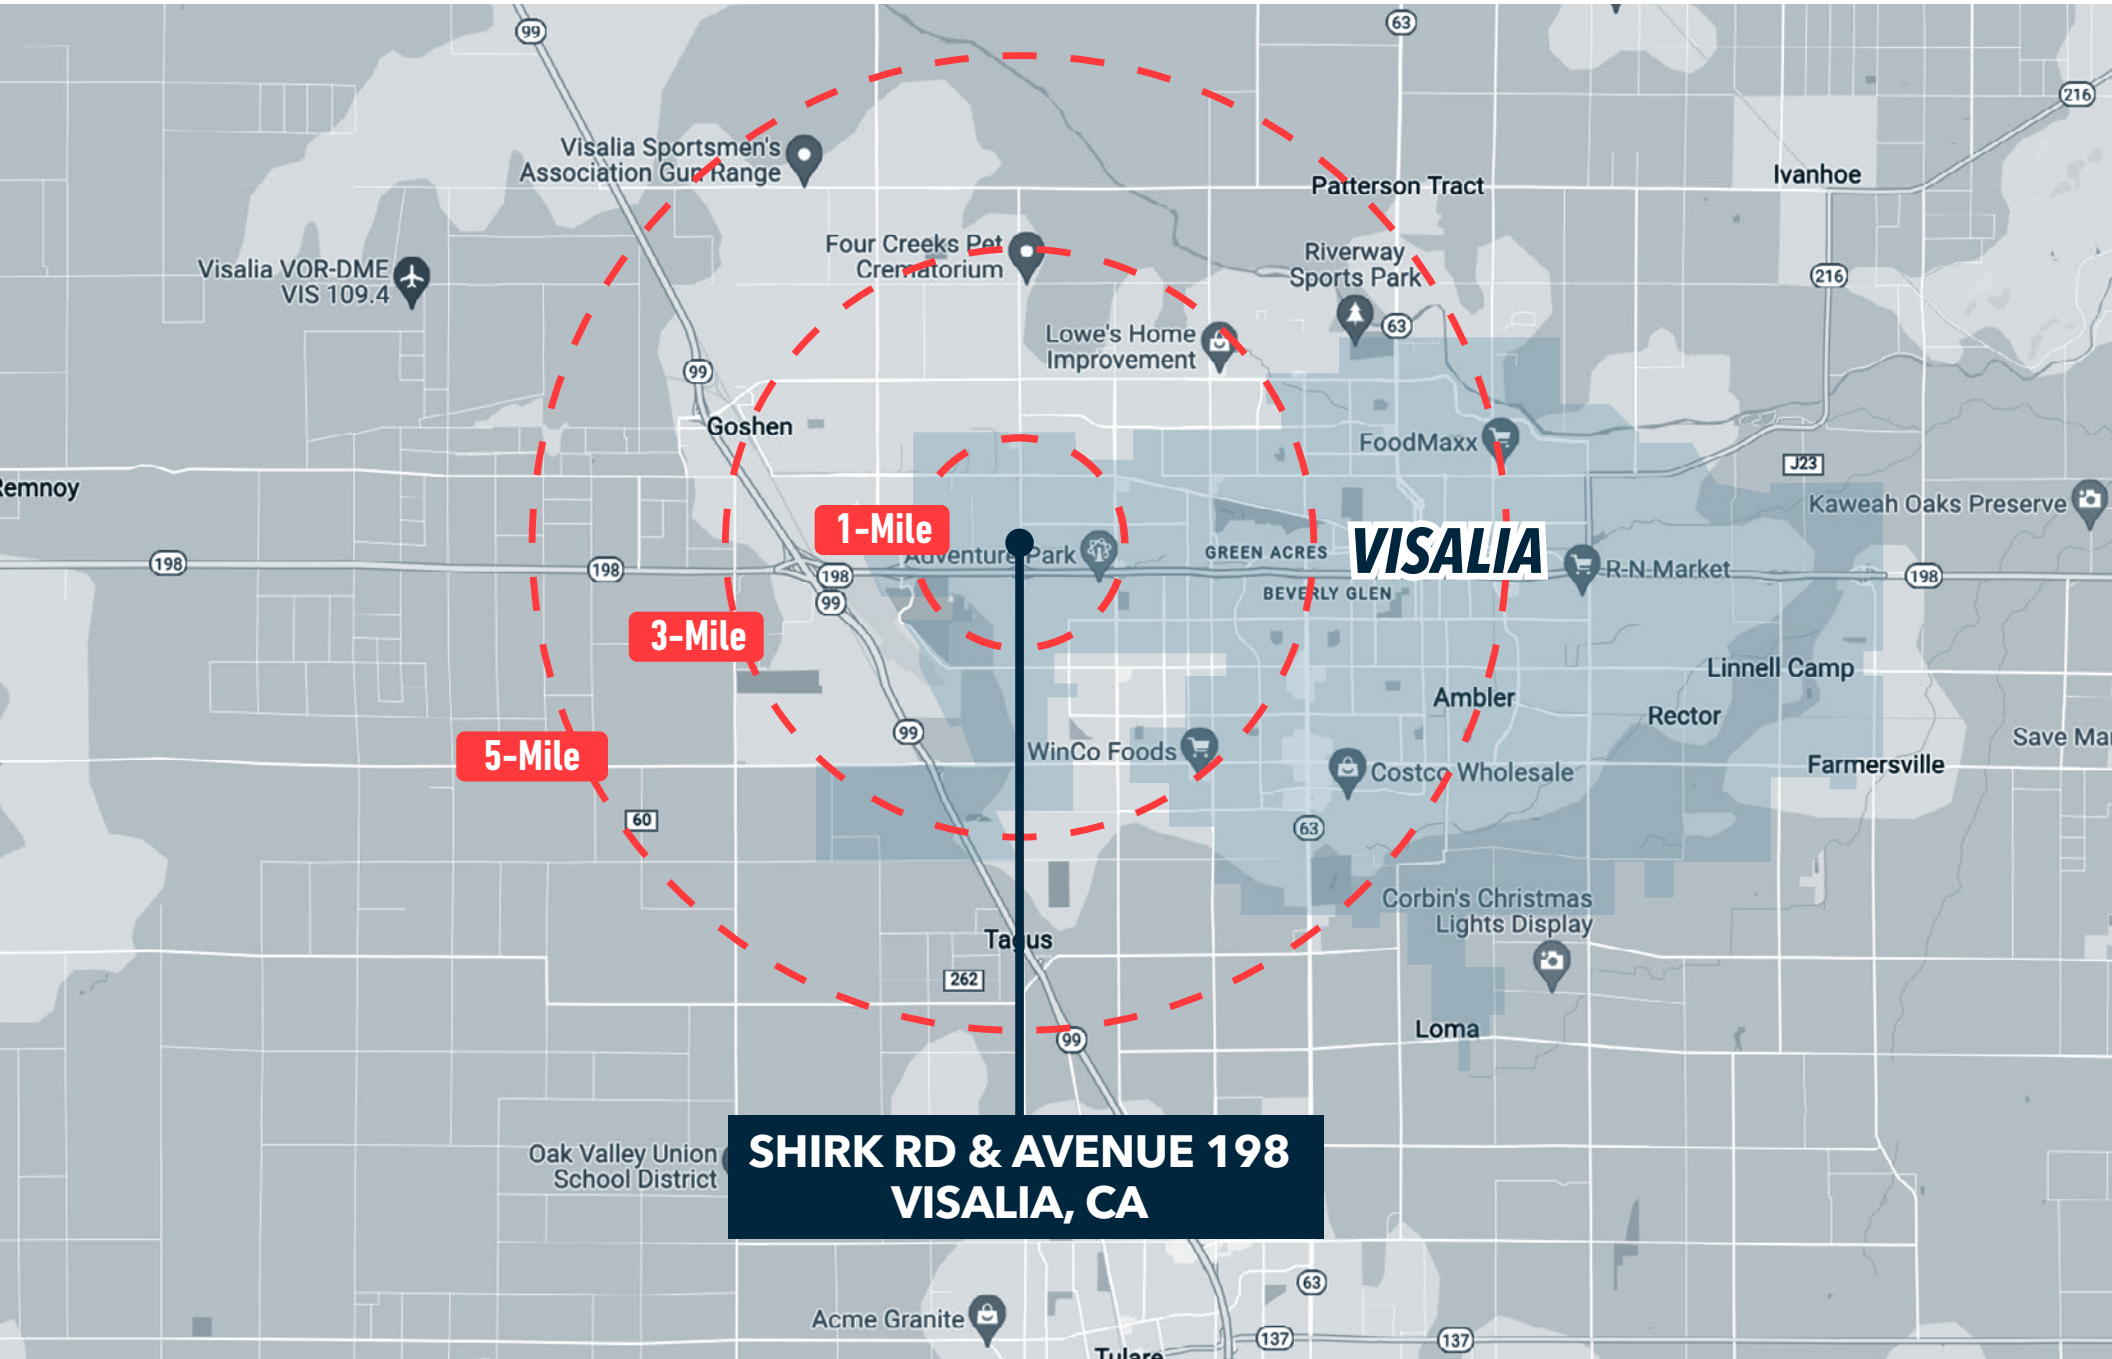 99
63
216
Visalia Sportsmen's
Association Gun Range
Patterson Tract
Ivanhoe
Four Creeks Pet
Crematorium
Riverway
Sports Park
Visalia VOR-DME
VIS 109.4
216
63
Lowe's Home
Improvement
99
Goshen
FoodMaxx
J23
Remnoy
Kaweah Oaks Preserve
1-Mile
Adventure Park
GREEN ACRES
VISALIA
198
198
198
R-N Market
198
99
BEVERLY GLEN
3-Mile
Linnell Camp
Ambler
Rector
99
Save Mar
5-Mile
WinCo Foods
Costco Wholesale
Farmersville
60
63
Corbin's Christmas
Lights Display
Tagus
262
Loma
99
Oak Valley Union
School District
SHIRK RD & AVENUE 198
VISALIA, CA
63
Acme Granite
137
137
Tulare